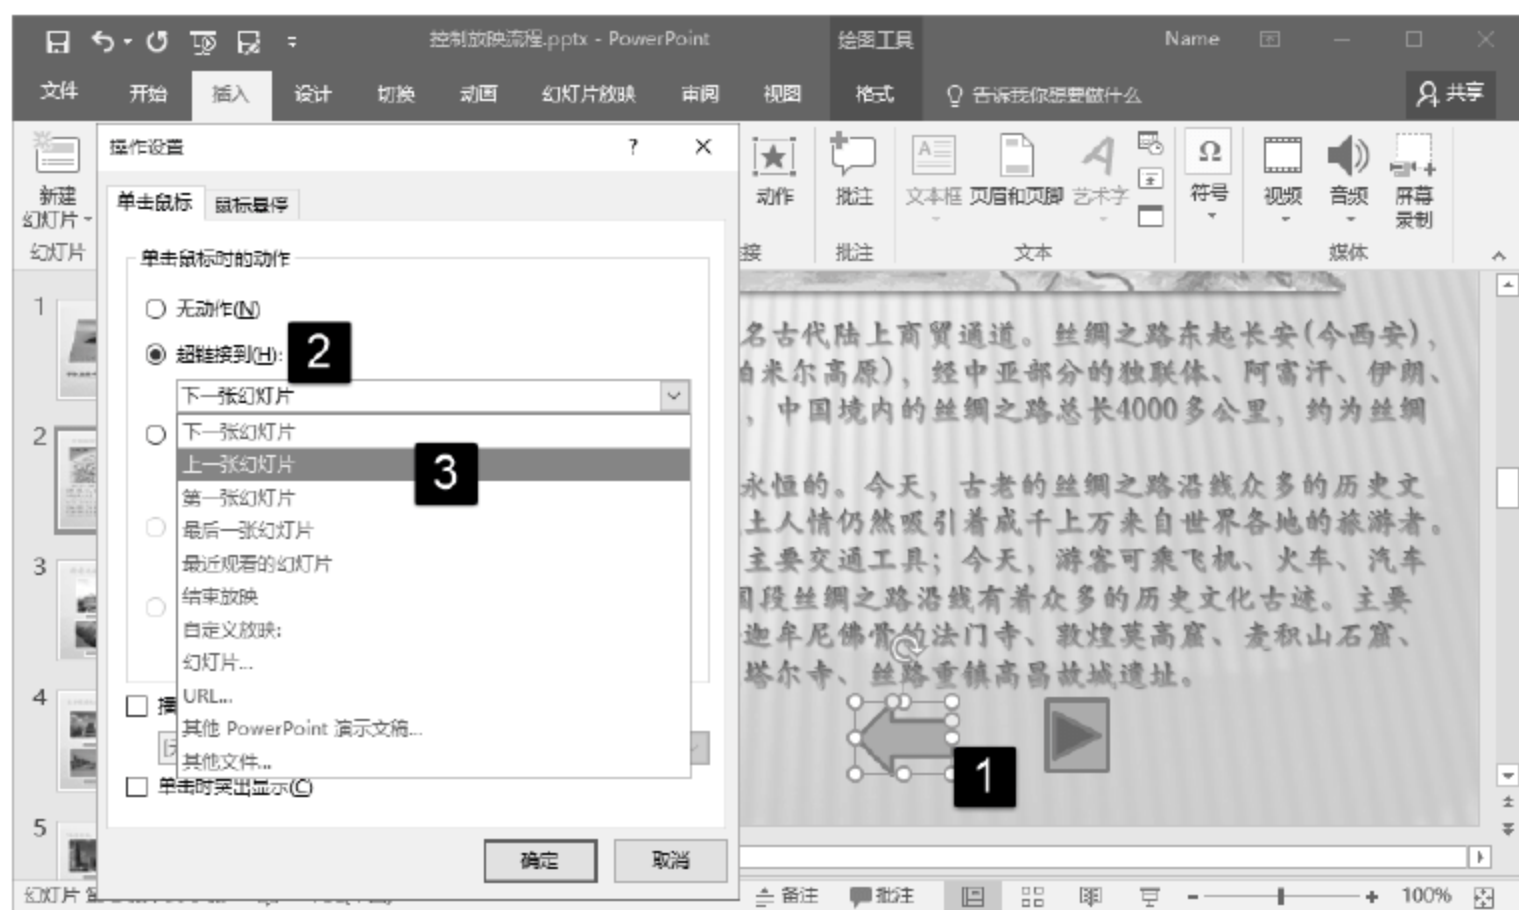 控制放映流程.pptx - PowerPoint 绘图工具 Name
文件 开始 插入 设计 切换 动画 幻灯片放映 审阅 视图 格式 告诉我你想要做什么 共享
新建
幻灯片
幻灯片
动作 批注 文本框 页眉和页脚 艺术字 符号 视频 音频 屏幕
录制
接 批注 文本 媒体
操作设置 ?
单击鼠标 鼠标悬停
单击鼠标时的动作
无动作(N)
超链接到(H): 2
下一张幻灯片
下一张幻灯片
上一张幻灯片 3
第一张幻灯片
最后一张幻灯片
最近观看的幻灯片
结束放映
自定义放映:
幻灯片...
URL...
其他 PowerPoint 演示文稿...
其他文件...
单击时突出显示(C)
确定 取消
1
2
3
4
5
名古代陆上商贸通道。丝绸之路东起长安(今西安),
帕米尔高原), 经中亚部分的独联体、阿富汗、伊朗、
, 中国境内的丝绸之路总长4000多公里, 约为丝绸
永恒的。今天, 古老的丝绸之路沿线众多的历史文
土人情仍然吸引着成千上万来自世界各地的旅游者。
主要交通工具; 今天, 游客可乘飞机、火车、汽车
国段丝绸之路沿线有着众多的历史文化古迹。主要
迦牟尼佛骨的法门寺、敦煌莫高窟、麦积山石窟、
塔尔寺、丝路重镇高昌故城遗址。
1
幻灯片 备注 批注 100%